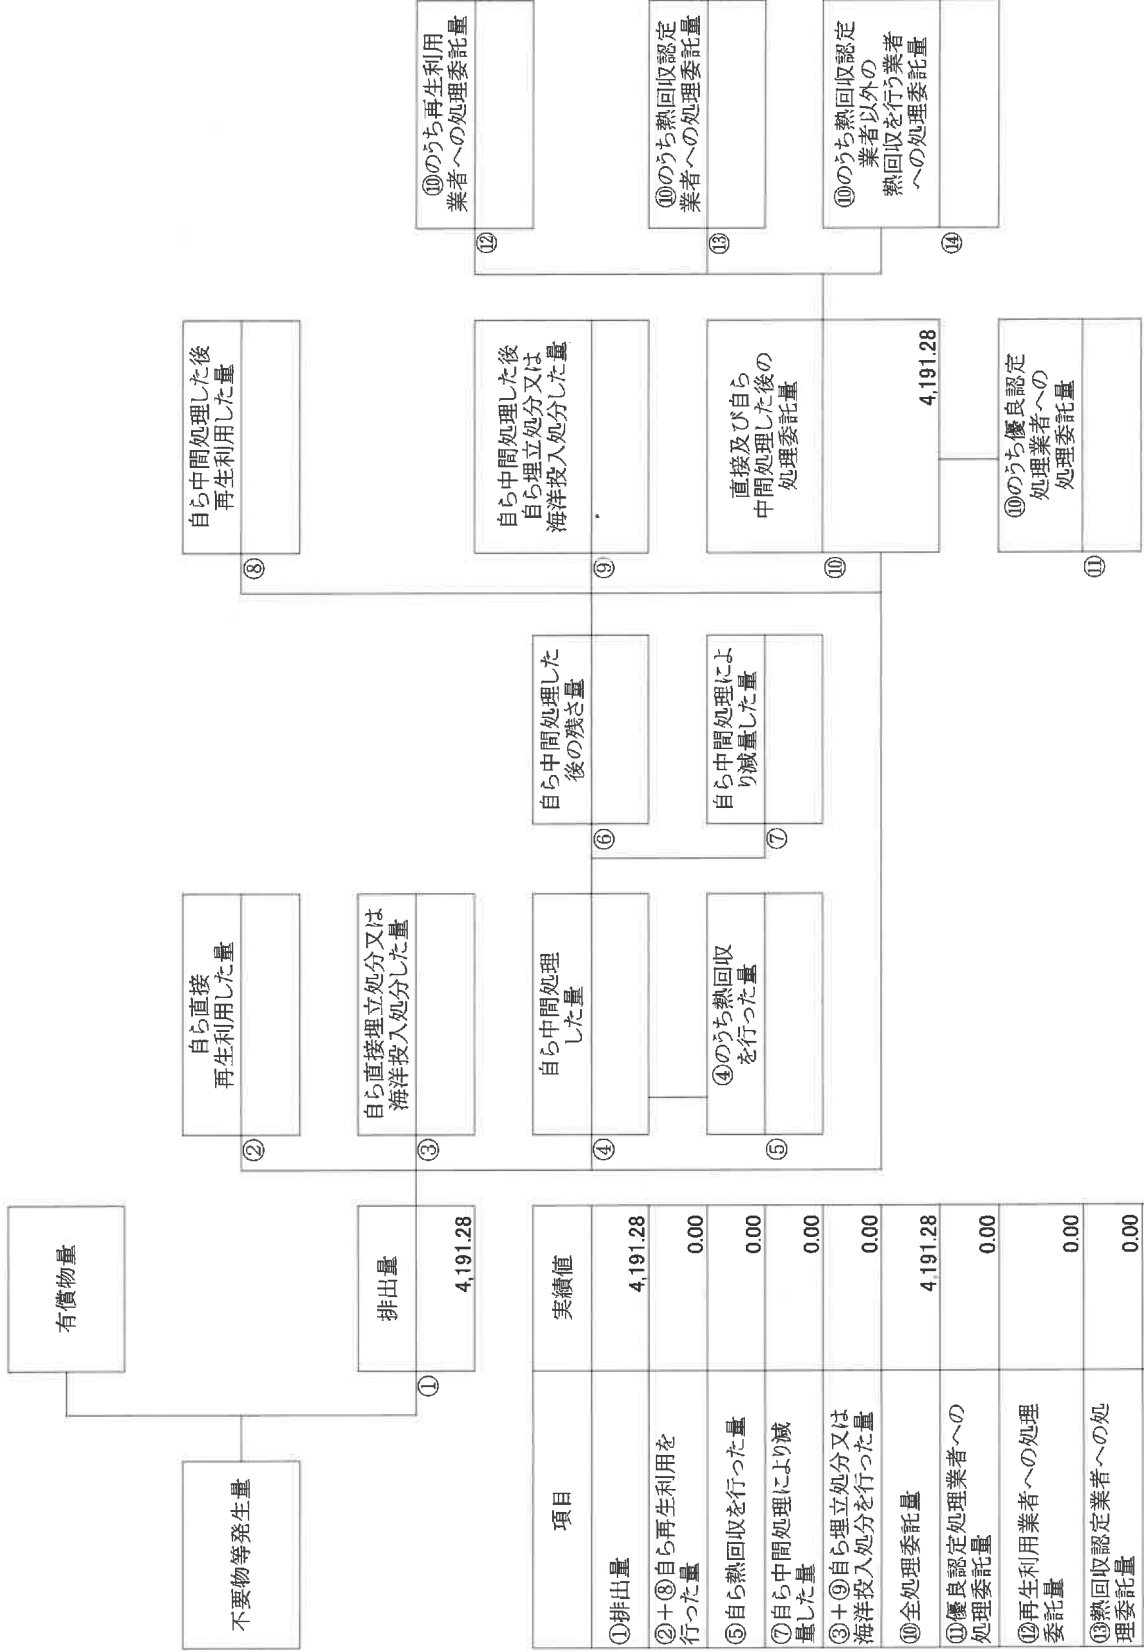 有償物量
不要物等発生量
排出量
①
4,191.28
自ら直接
再生利用した量
②
自ら直接埋立処分又は
海洋投入処分した量
③
自ら中間処理
した量
④
④のうち熱回収
を行った量
⑤
自ら中間処理した
後の残さ量
⑥
自ら中間処理によ
り減量した量
⑦
自ら中間処理した後
再生利用した量
⑧
自ら中間処理した後
自ら埋立処分又は
海洋投入処分した量
⑨
直接及び自ら
中間処理した後の
処理委託量
⑩
4,191.28
⑩のうち優良認定
処理業者への
処理委託量
⑪
⑩のうち再生利用
業者への処理委託量
⑫
⑩のうち熱回収認定
業者への処理委託量
⑬
⑩のうち熱回収認定
業者以外の
熱回収を行う業者
への処理委託量
⑭
項目 実績値
①排出量 4,191.28
②+⑧自ら再生利用を
行った量 0.00
⑤自ら熱回収を行った量 0.00
⑦自ら中間処理により減
量した量 0.00
③+⑨自ら埋立処分又は
海洋投入処分を行った量 0.00
⑩全処理委託量 4,191.28
⑪優良認定処理業者への
処理委託量 0.00
⑫再生利用業者への処理
委託量 0.00
⑬熱回収認定業者への処
理委託量 0.00